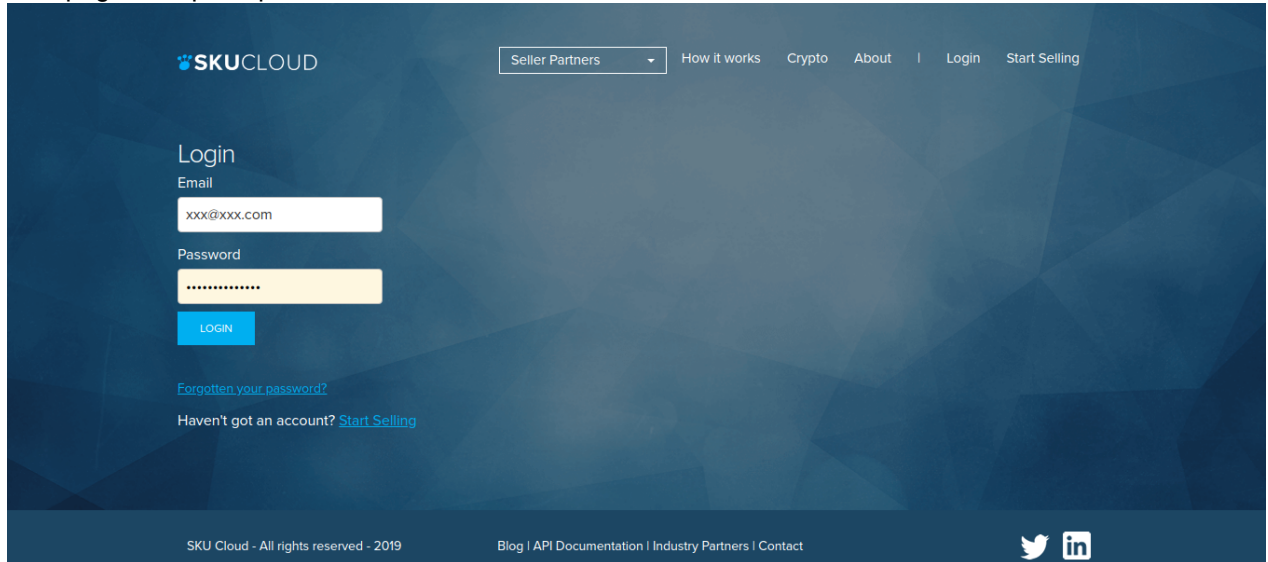 SKUCLOUD
Seller Partners How it works Crypto About | Login Start Selling
Login
Email
xxx@xxx.com
Password
••••••••••••••
LOGIN
Forgotten your password?
Haven't got an account? Start Selling
SKU Cloud - All rights reserved - 2019 Blog | API Documentation | Industry Partners | Contact
in